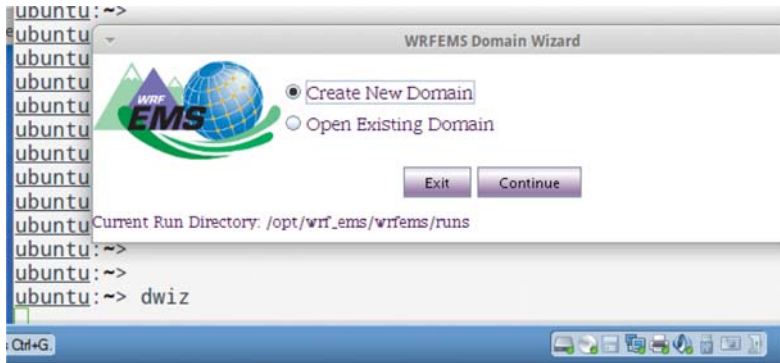 ubuntu:~>
ubuntu
WRFEMS Domain Wizard
ubuntu
ubuntu
WRF
EMS
Create New Domain
ubuntu
Open Existing Domain
ubuntu
ubuntu
ubuntu
Exit
Continue
ubuntu
ubuntu
Current Run Directory: /opt/wrf_ems/wrfems/runs
ubuntu:~>
ubuntu:~>
ubuntu:~> dwiz
Ctrl+G.